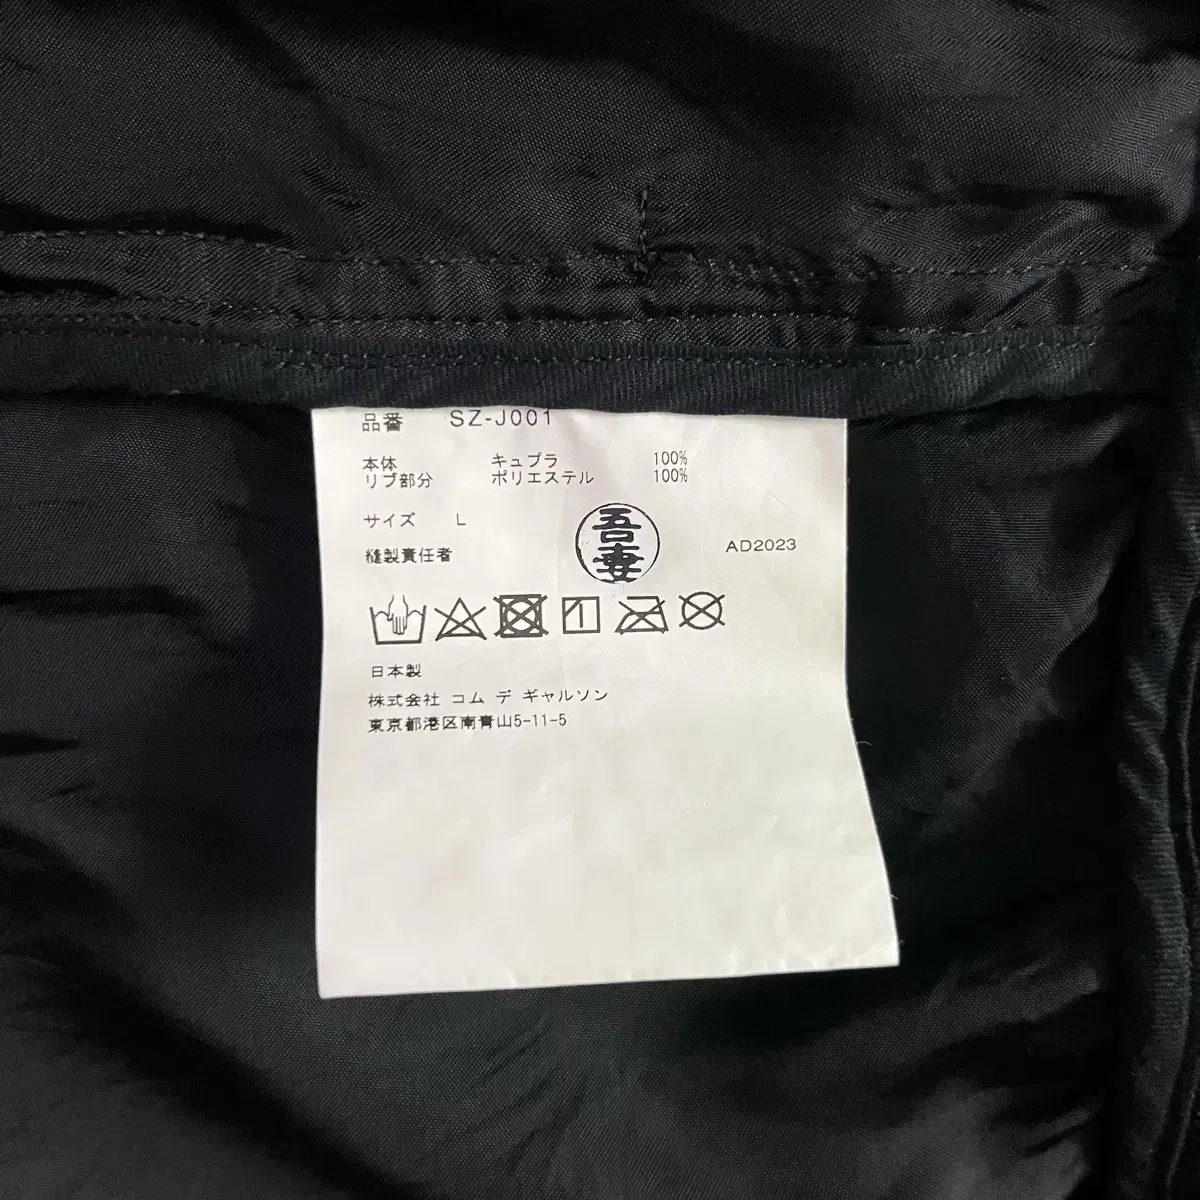 品番 SZ-J001
本体 キュプラ 100%
リブ部分 ポリエステル 100%
サイズ L
縫製責任者 吾妻 AD2023
日本製
株式会社 コム デ ギャルソン
東京都港区南青山5-11-5